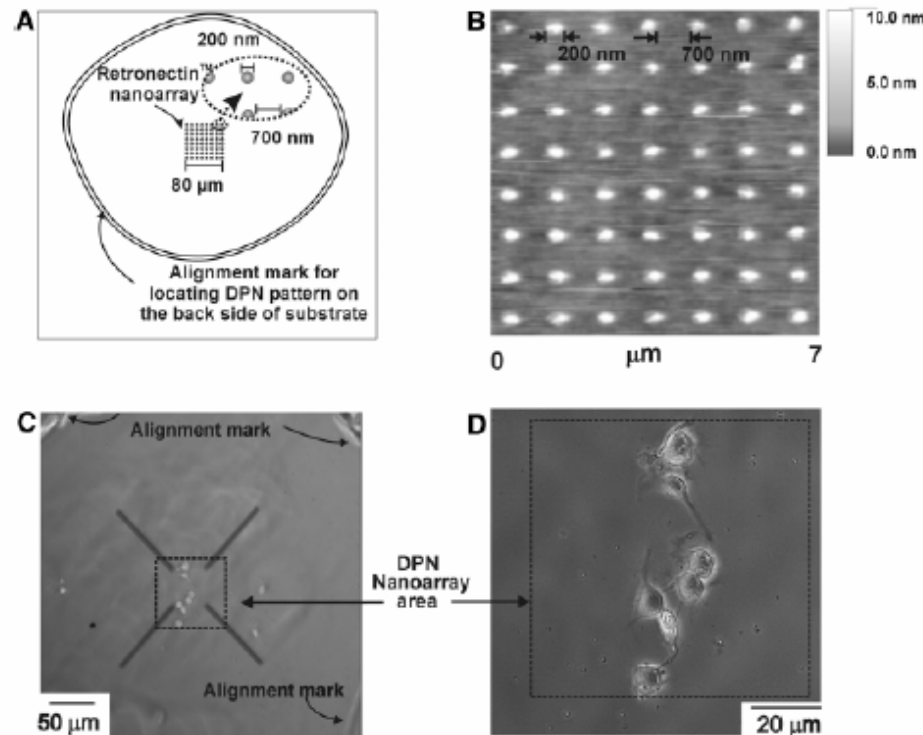 A
200 nm
Retronectin™
nanoarray
700 nm
80 μm
Alignment mark for
locating DPN pattern on
the back side of substrate
B
200 nm
700 nm
10.0 nm
5.0 nm
0.0 nm
0
μm
7
C
Alignment mark
Alignment mark
50 μm
DPN
Nanoarray
area
D
20 μm